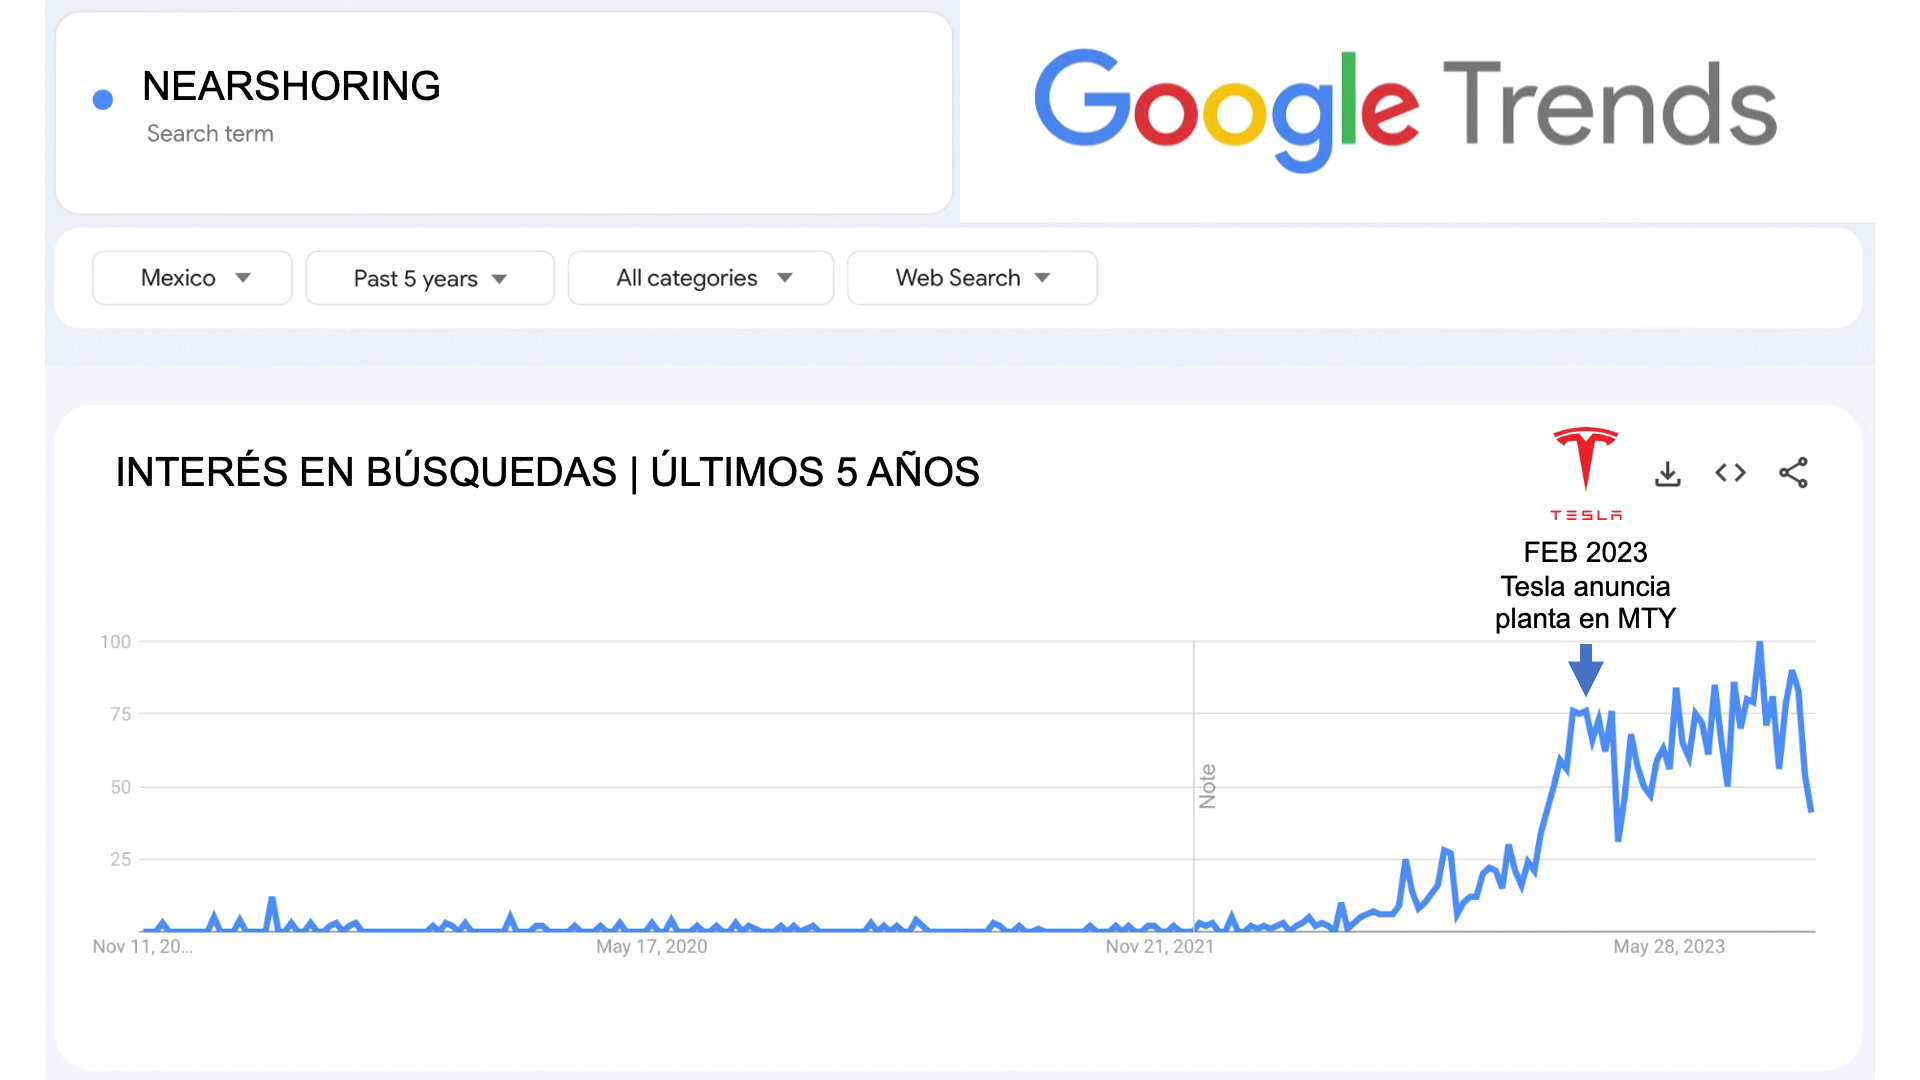 NEARSHORING
Search term
Google Trends
Mexico
Past 5 years
All categories
Web Search
INTERÉS EN BÚSQUEDAS | ÚLTIMOS 5 AÑOS
TESLA
FEB 2023
Tesla anuncia
planta en MTY
100
75
50
25
Note
Nov 11, 20...
May 17, 2020
Nov 21, 2021
May 28, 2023